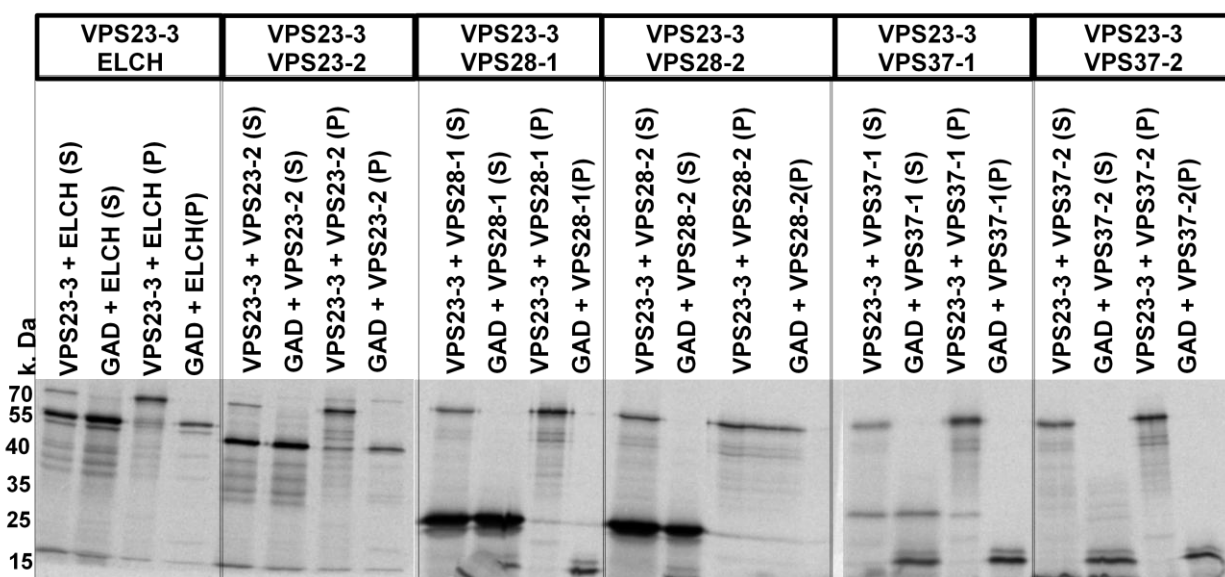 VPS23-3
ELCH
VPS23-3
VPS23-2
VPS23-3
VPS28-1
VPS23-3
VPS28-2
VPS23-3
VPS37-1
VPS23-3
VPS37-2
k. Da
VPS23-3 + ELCH (S)
GAD + ELCH (S)
VPS23-3 + ELCH (P)
GAD + ELCH(P)
VPS23-3 + VPS23-2 (S)
GAD + VPS23-2 (S)
VPS23-3 + VPS23-2 (P)
GAD + VPS23-2 (P)
VPS23-3 + VPS28-1 (S)
GAD + VPS28-1 (S)
VPS23-3 + VPS28-1 (P)
GAD + VPS28-1(P)
VPS23-3 + VPS28-2 (S)
GAD + VPS28-2 (S)
VPS23-3 + VPS28-2 (P)
GAD + VPS28-2(P)
VPS23-3 + VPS37-1 (S)
GAD + VPS37-1 (S)
VPS23-3 + VPS37-1 (P)
GAD + VPS37-1(P)
VPS23-3 + VPS37-2 (S)
GAD + VPS37-2 (S)
VPS23-3 + VPS37-2 (P)
GAD + VPS37-2(P)
70
55
40
35
25
15